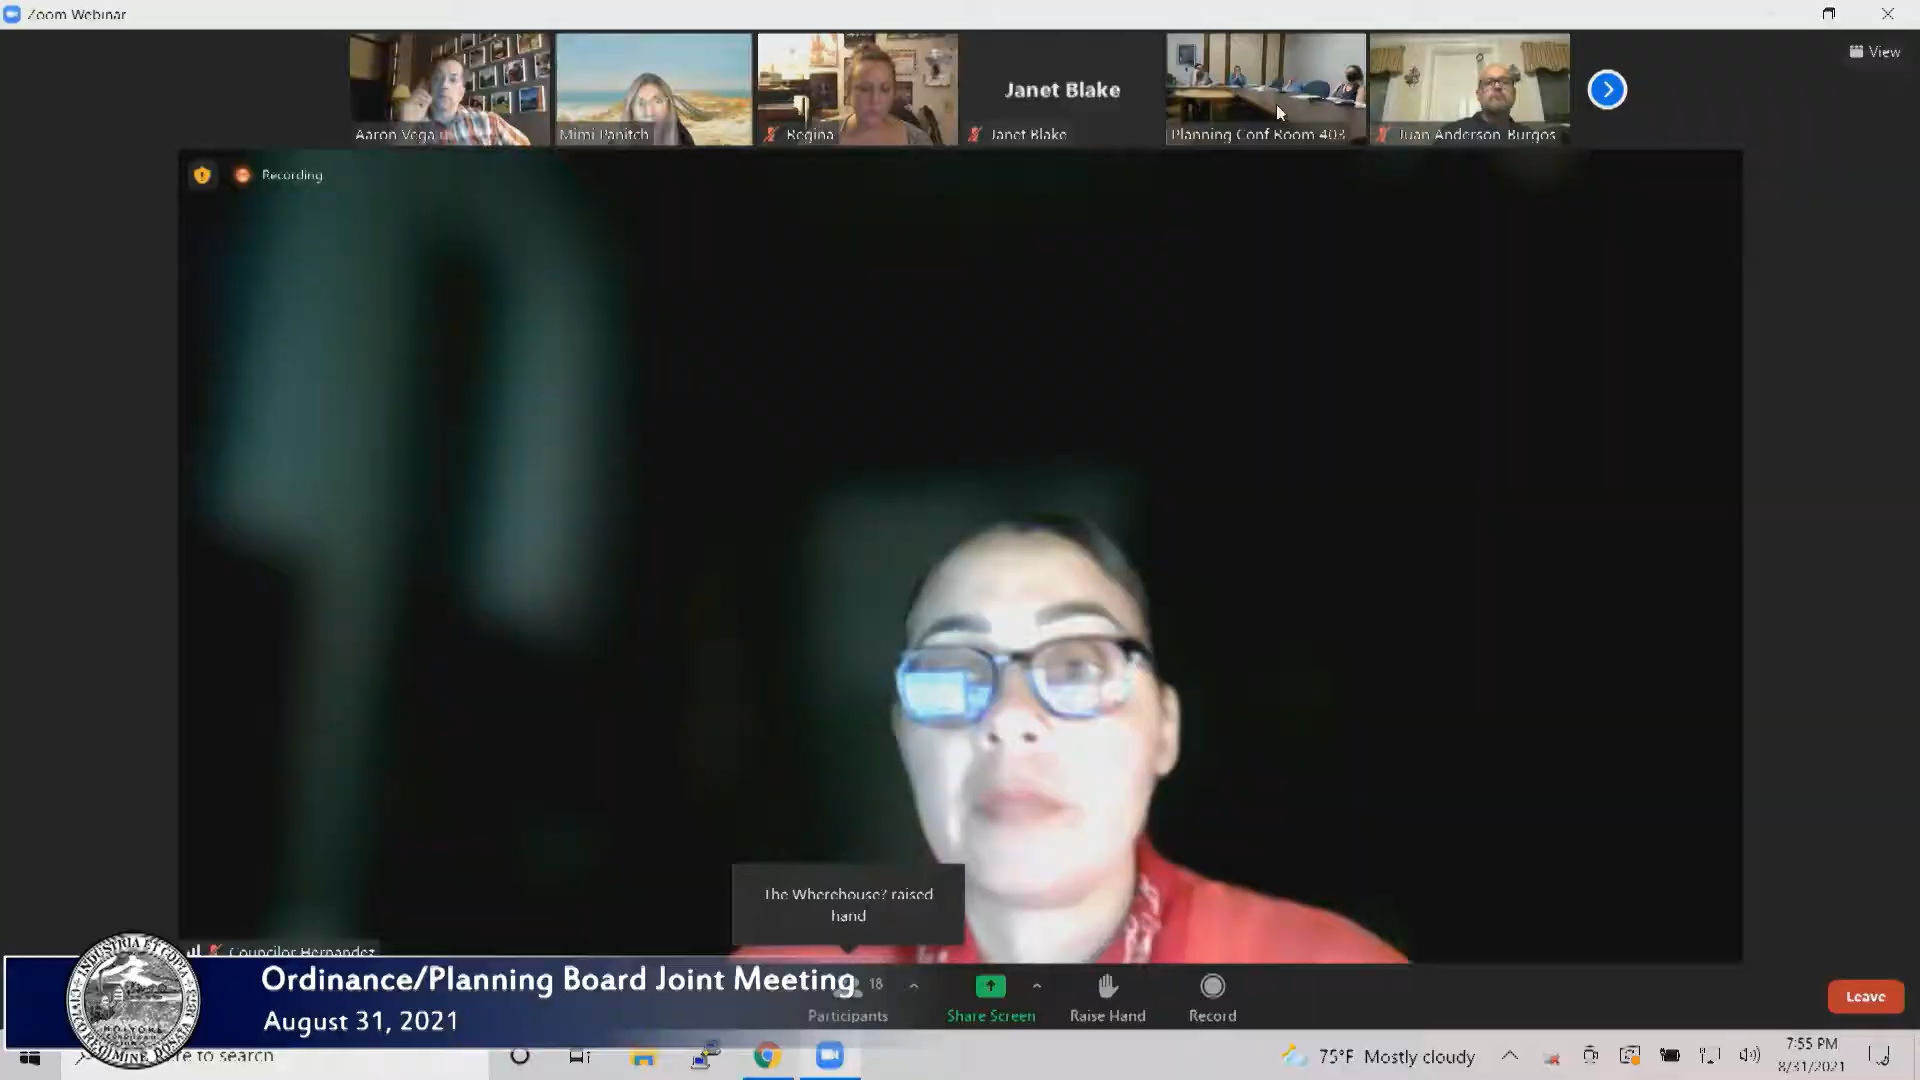 Zoom Webinar
View
Aaron Vega
Mimi Panitch
Regina
Janet Blake
Janet Blake
Planning Conf Room 403
Juan Anderson-Burgos
Recording
The Wherehouse? raised
hand
Councilor Hernandez
Ordinance/Planning Board Joint Meeting
August 31, 2021
18
Participants
Share Screen
Raise Hand
Record
Leave
re to search
75°F Mostly cloudy
7:55 PM
8/31/2021